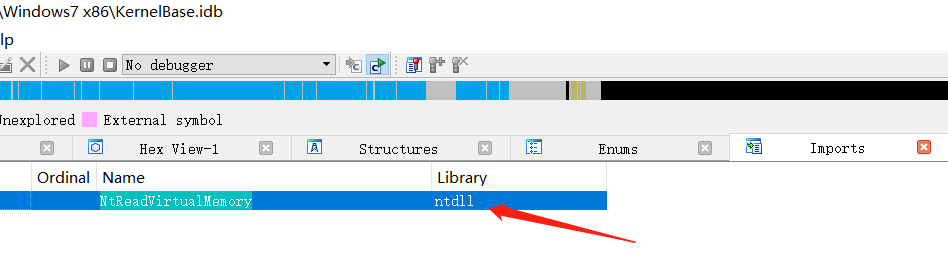 \Windows7 x86\KernelBase.idb
lp
No debugger
Unexplored External symbol
Hex View-1 Structures Enums Imports
Ordinal Name Library
NtReadVirtualMemory ntdll